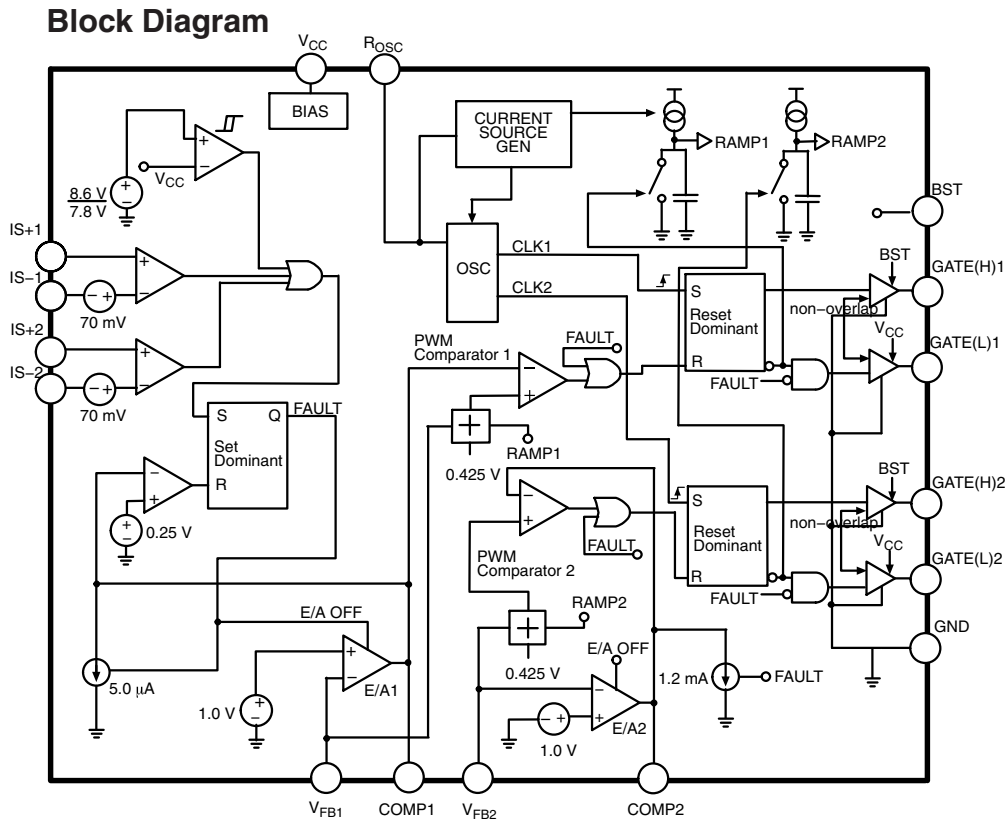 Block Diagram
VCC
ROSC
BIAS
CURRENT
SOURCE
GEN
RAMP1
RAMP2
+
−
VCC
+
−
8.6 V
7.8 V
BST
IS+1
IS−1
+
−
− +
70 mV
IS+2
IS−2
+
−
− +
70 mV
OSC
CLK1
CLK2
S
Reset
Dominant
R
non−overlap
BST
GATE(H)1
VCC
GATE(L)1
FAULT
PWM
Comparator 1
−
+
FAULT
+
RAMP1
0.425 V
S
Q
FAULT
Set
Dominant
R
−
+
+
−
0.25 V
−
+
PWM
Comparator 2
FAULT
S
Reset
Dominant
R
non−overlap
BST
GATE(H)2
VCC
GATE(L)2
FAULT
+
RAMP2
0.425 V
E/A OFF
+
−
E/A1
5.0 μA
+
−
1.0 V
E/A OFF
−
+
E/A2
− +
1.0 V
1.2 mA
FAULT
GND
VFB1
COMP1
VFB2
COMP2